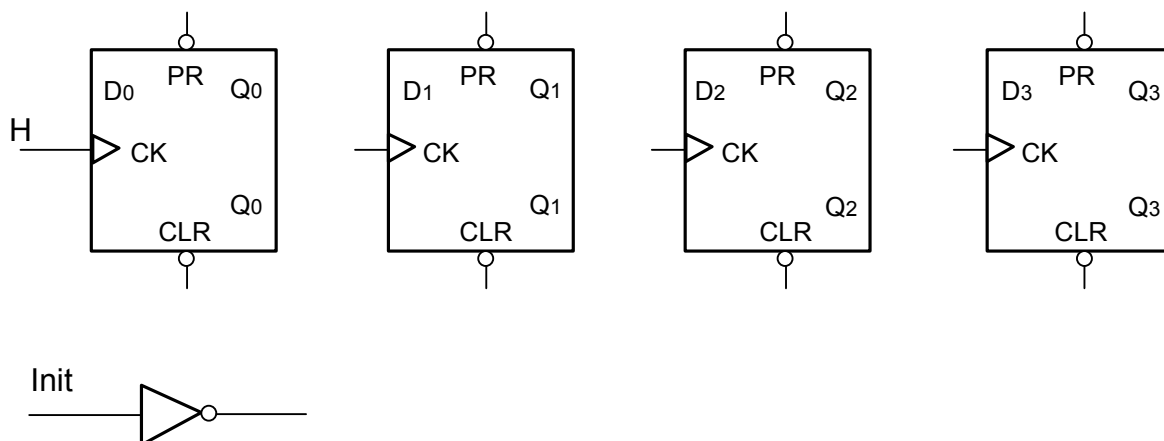 PR PR PR PR
D0 Q0 D1 Q1 D2 Q2 D3 Q3
H
CK CK CK CK
Q0 Q1 Q2 Q3
CLR CLR CLR CLR
Init